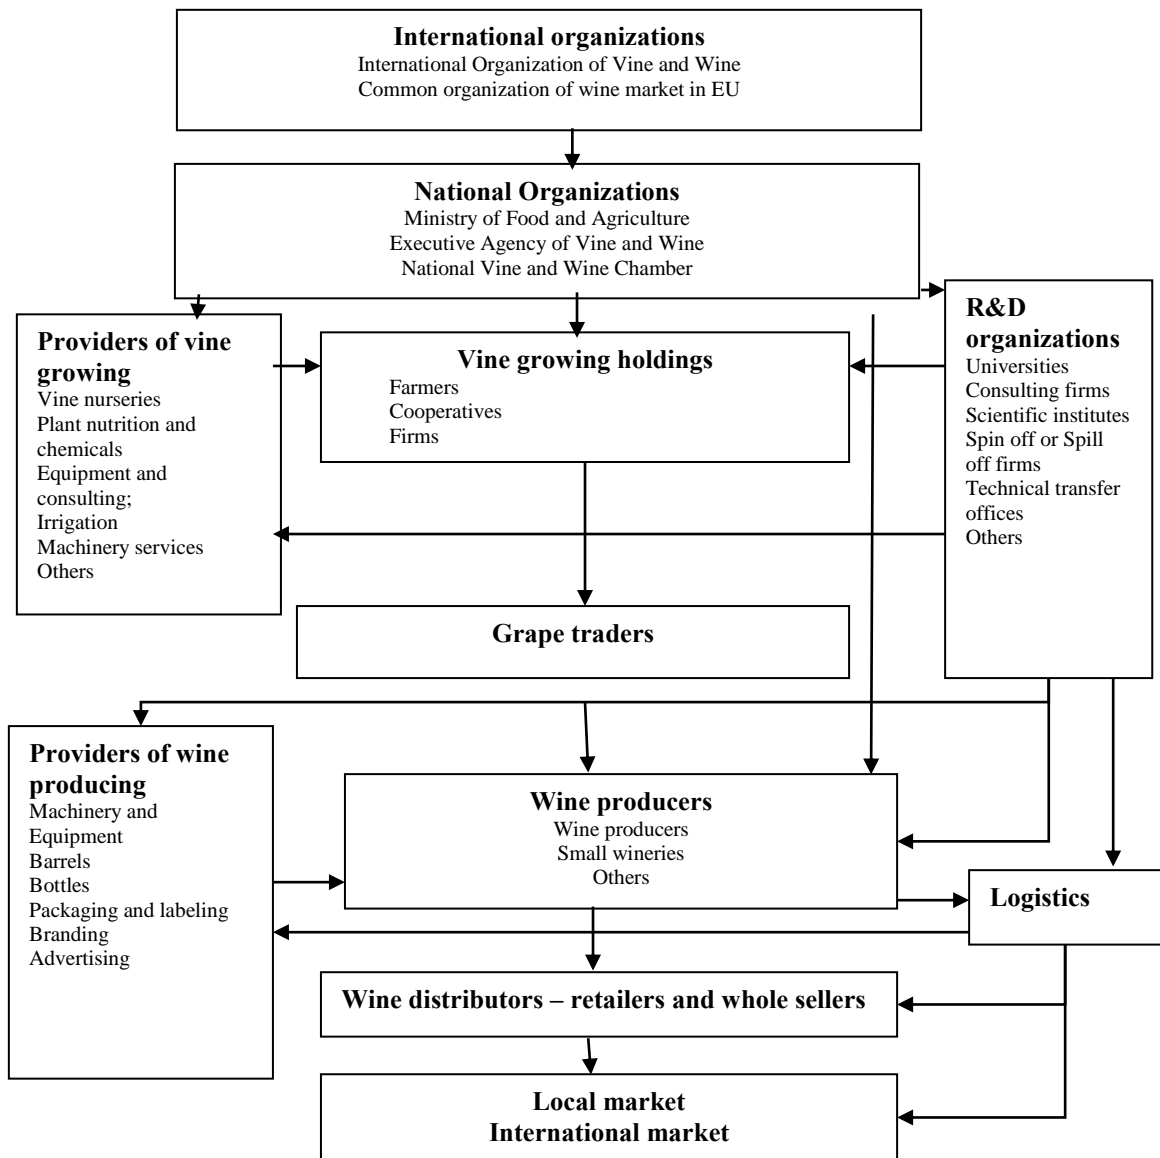 International organizations
International Organization of Vine and Wine
Common organization of wine market in EU
National Organizations
Ministry of Food and Agriculture
Executive Agency of Vine and Wine
National Vine and Wine Chamber
Providers of vine
growing
Vine nurseries
Plant nutrition and
chemicals
Equipment and
consulting;
Irrigation
Machinery services
Others
Vine growing holdings
Farmers
Cooperatives
Firms
R&D
organizations
Universities
Consulting firms
Scientific institutes
Spin off or Spill
off firms
Technical transfer
offices
Others
Grape traders
Providers of wine
producing
Machinery and
Equipment
Barrels
Bottles
Packaging and labeling
Branding
Advertising
Wine producers
Wine producers
Small wineries
Others
Logistics
Wine distributors – retailers and whole sellers
Local market
International market